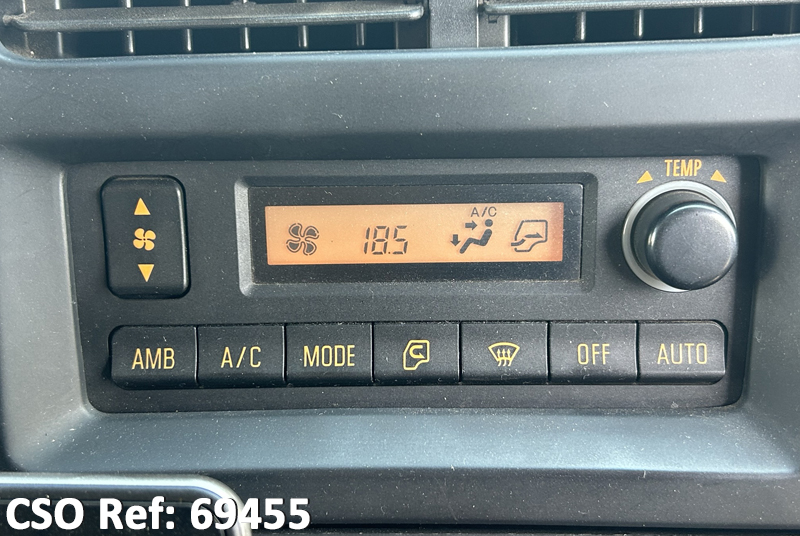 TEMP
A/C
18.5
AMB A/C MODE OFF AUTO
CSO Ref: 69455